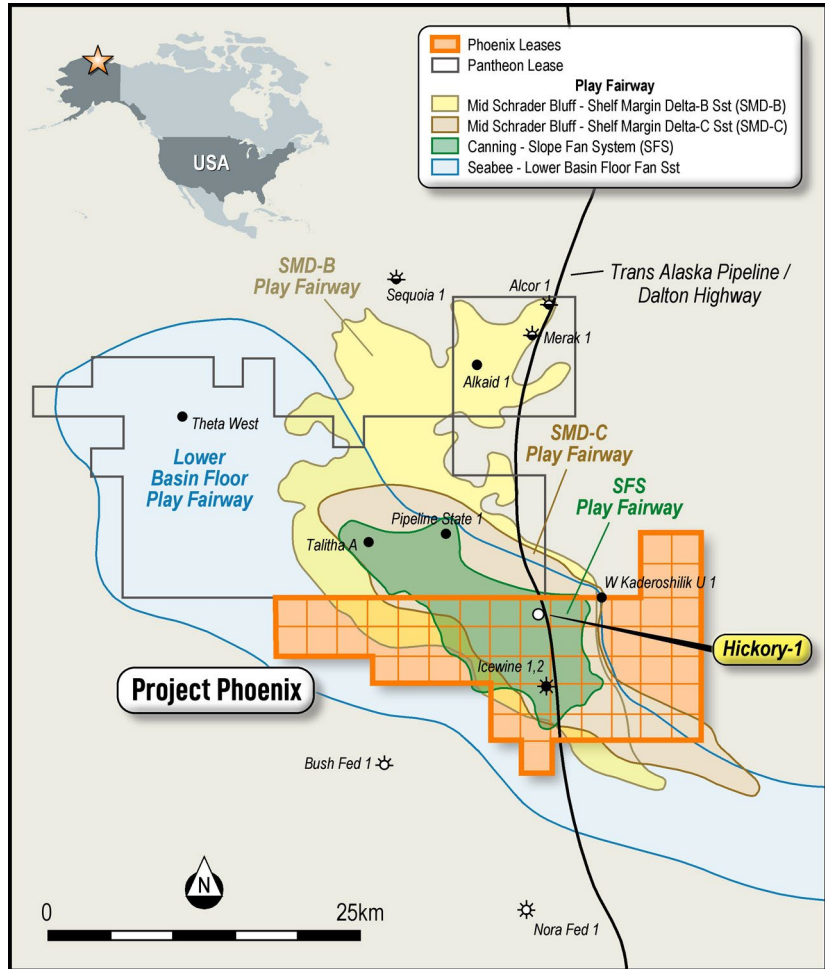 USA
Phoenix Leases
Pantheon Lease
Play Fairway
Mid Schrader Bluff - Shelf Margin Delta-B Sst (SMD-B)
Mid Schrader Bluff - Shelf Margin Delta-C Sst (SMD-C)
Canning - Slope Fan System (SFS)
Seabee - Lower Basin Floor Fan Sst
SMD-B
Play Fairway
Sequoia 1
Alcor 1
Trans Alaska Pipeline /
Dalton Highway
Merak 1
Alkaid 1
Theta West
Lower
Basin Floor
Play Fairway
SMD-C
Play Fairway
SFS
Play Fairway
Pipeline State 1
Talitha A
W Kaderoshilik U 1
Hickory-1
Icewine 1,2
Project Phoenix
Bush Fed 1
N
0
25km
Nora Fed 1